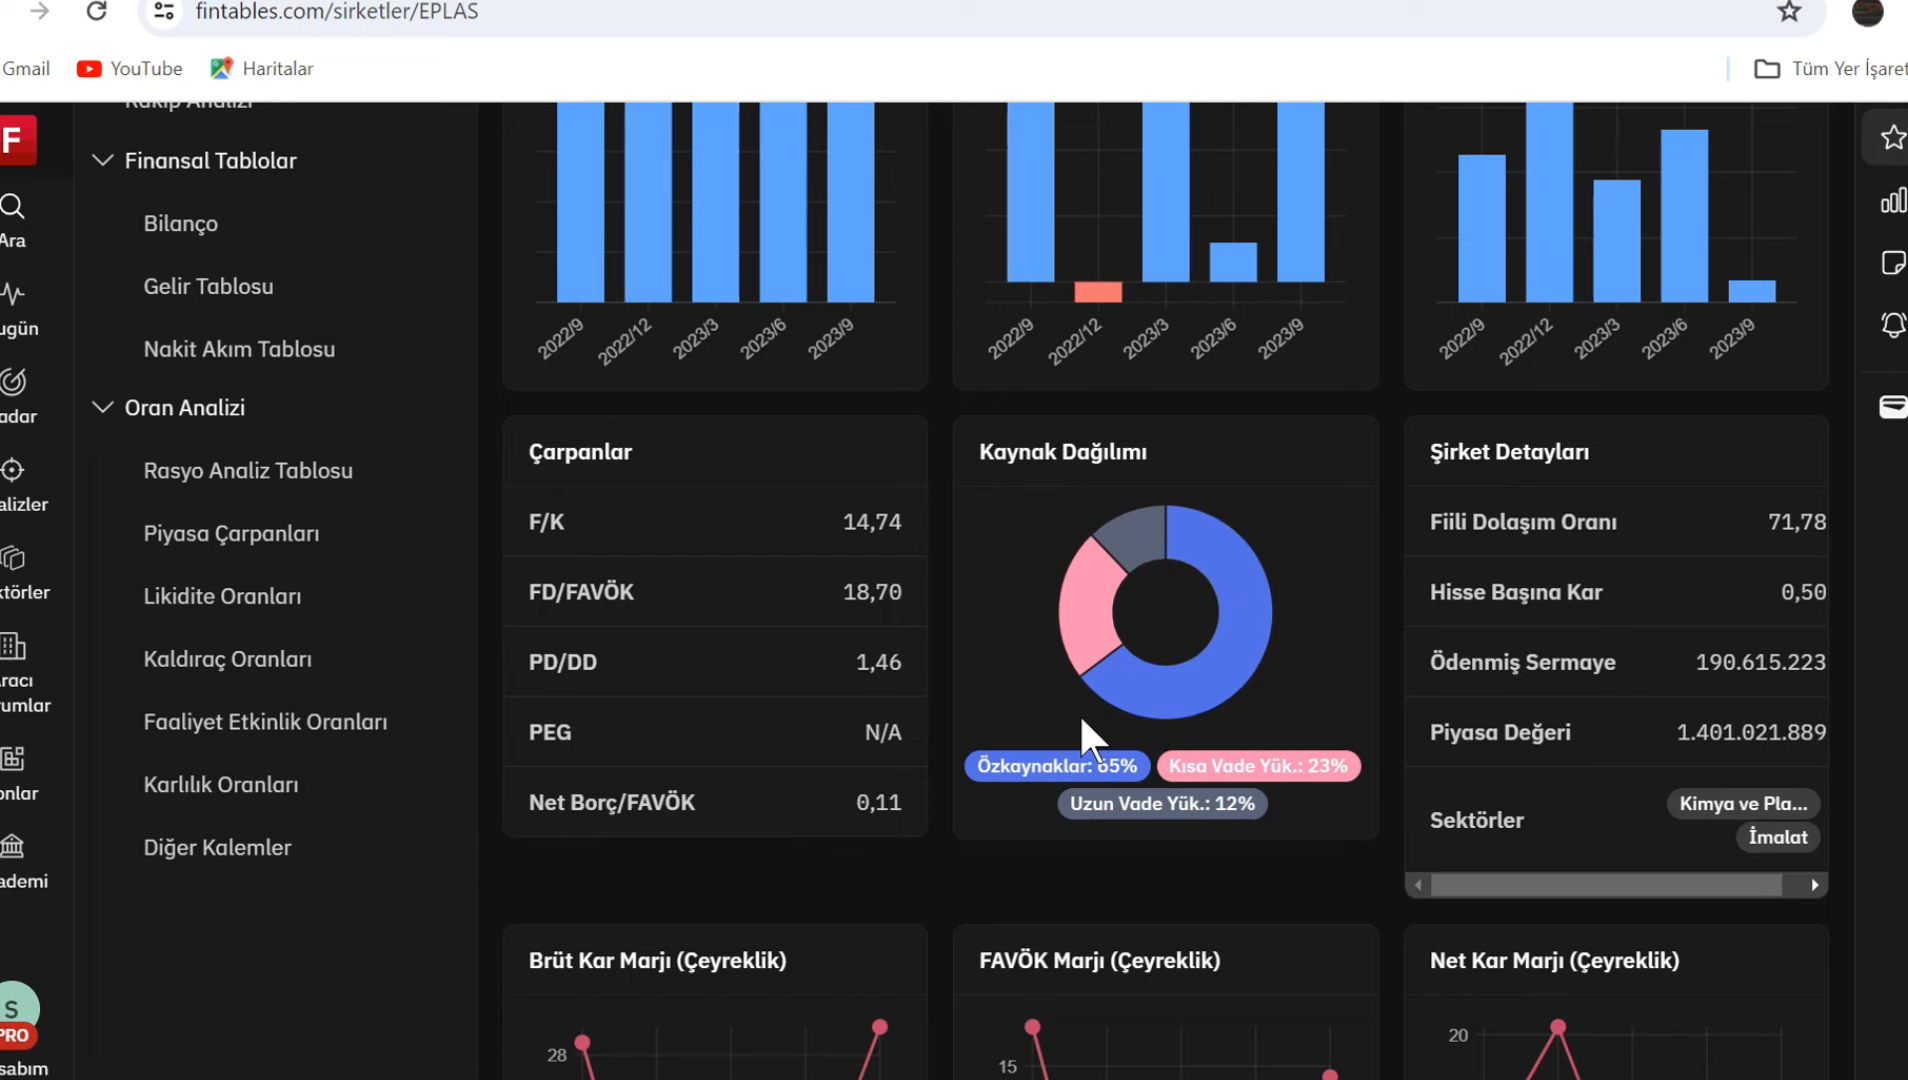 fintables.com/sirketler/EPLAS
Gmail
YouTube
Haritalar
Tüm Yer İşaret
F
Ara
ugün
adar
alizler
ktörler
racı
rumlar
onlar
ademi
S
PRO
sabım
Rakip Analizi
Finansal Tablolar
Bilanço
Gelir Tablosu
Nakit Akım Tablosu
Oran Analizi
Rasyo Analiz Tablosu
Piyasa Çarpanları
Likidite Oranları
Kaldıraç Oranları
Faaliyet Etkinlik Oranları
Karlılık Oranları
Diğer Kalemler
2022/9 2022/12 2023/3 2023/6 2023/9
2022/9 2022/12 2023/3 2023/6 2023/9
2022/9 2022/12 2023/3 2023/6 2023/9
Çarpanlar
F/K 14,74
FD/FAVÖK 18,70
PD/DD 1,46
PEG N/A
Net Borç/FAVÖK 0,11
Kaynak Dağılımı
Özkaynaklar: 65%
Kısa Vade Yük.: 23%
Uzun Vade Yük.: 12%
Şirket Detayları
Fiili Dolaşım Oranı 71,78
Hisse Başına Kar 0,50
Ödenmiş Sermaye 190.615.223
Piyasa Değeri 1.401.021.889
Sektörler
Kimya ve Pla...
İmalat
Brüt Kar Marjı (Çeyreklik)
28
FAVÖK Marjı (Çeyreklik)
15
Net Kar Marjı (Çeyreklik)
20